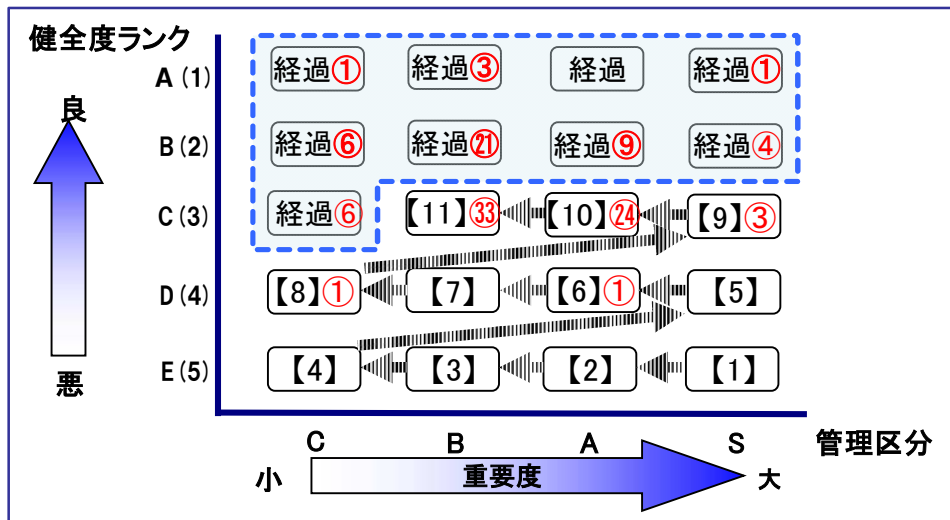 健全度ランク
良
悪
A(1) 経過① 経過③ 経過 経過①
B(2) 経過⑥ 経過㉑ 経過⑨ 経過④
C(3) 経過⑥ 【11】㉝ 【10】㉔ 【9】③
D(4) 【8】① 【7】 【6】① 【5】
E(5) 【4】 【3】 【2】 【1】
C B A S 管理区分
小 重要度 大